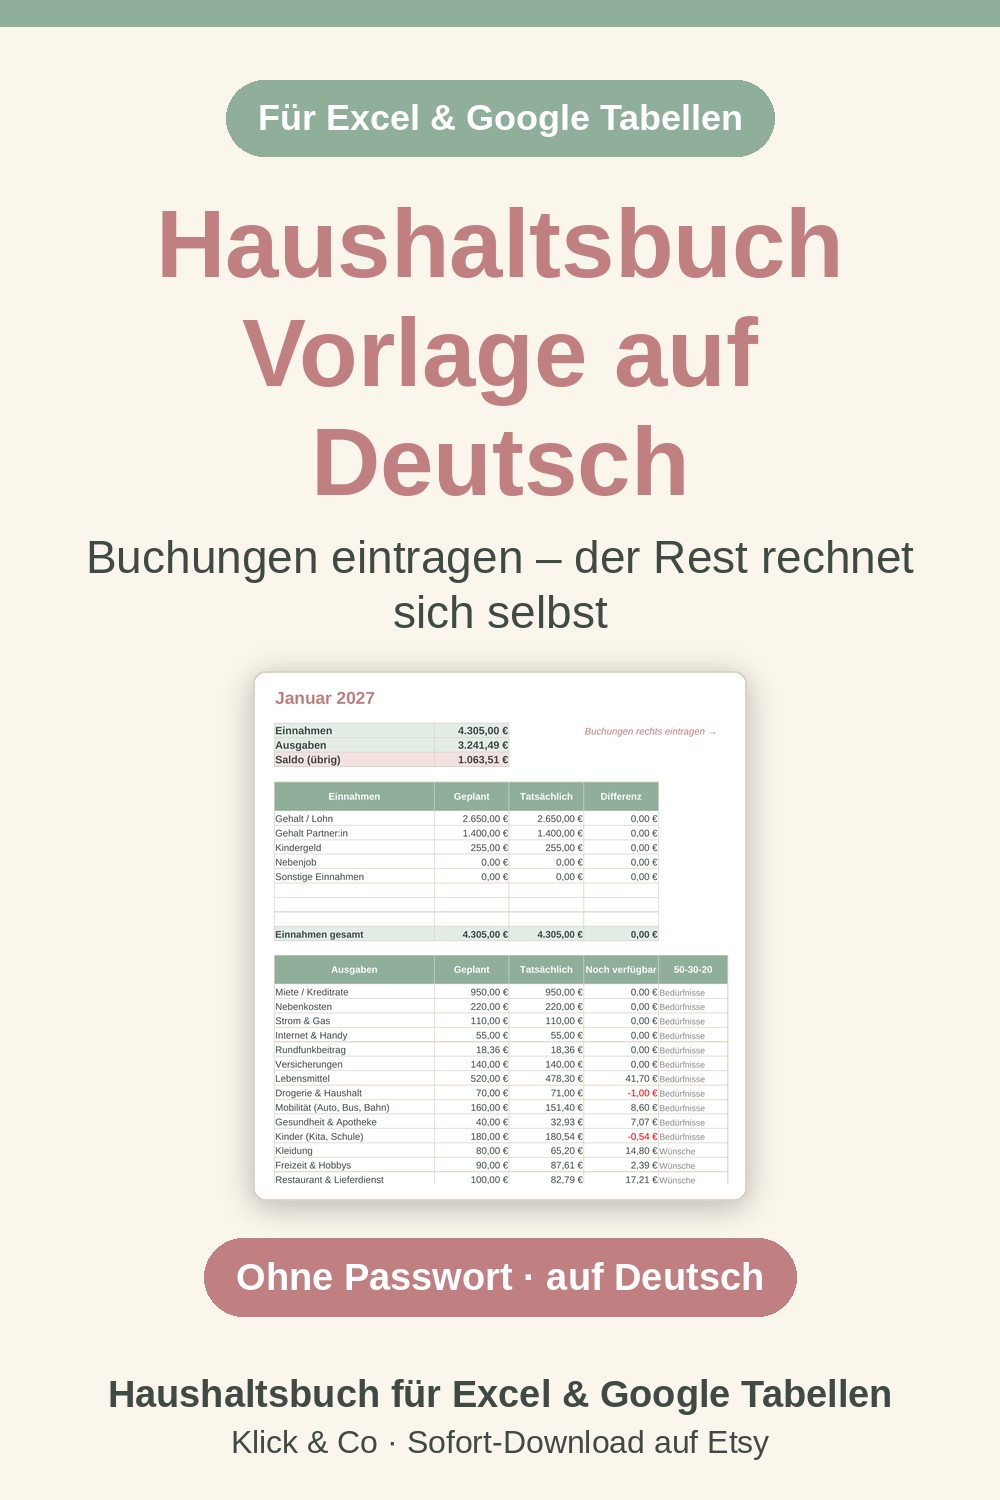 Für Excel & Google Tabellen
Haushaltsbuch
Vorlage auf
Deutsch
Buchungen eintragen – der Rest rechnet
sich selbst
Januar 2027
Einnahmen 4.305,00 € Buchungen rechts eintragen →
Ausgaben 3.241,49 €
Saldo (übrig) 1.063,51 €
Einnahmen Geplant Tatsächlich Differenz
Gehalt / Lohn 2.650,00 € 2.650,00 € 0,00 €
Gehalt Partner:in 1.400,00 € 1.400,00 € 0,00 €
Kindergeld 255,00 € 255,00 € 0,00 €
Nebenjob 0,00 € 0,00 € 0,00 €
Sonstige Einnahmen 0,00 € 0,00 € 0,00 €
Einnahmen gesamt 4.305,00 € 4.305,00 € 0,00 €
Ausgaben Geplant Tatsächlich Noch verfügbar 50-30-20
Miete / Kreditrate 950,00 € 950,00 € 0,00 € Bedürfnisse
Nebenkosten 220,00 € 220,00 € 0,00 € Bedürfnisse
Strom & Gas 110,00 € 110,00 € 0,00 € Bedürfnisse
Internet & Handy 55,00 € 55,00 € 0,00 € Bedürfnisse
Rundfunkbeitrag 18,36 € 18,36 € 0,00 € Bedürfnisse
Versicherungen 140,00 € 140,00 € 0,00 € Bedürfnisse
Lebensmittel 520,00 € 478,30 € 41,70 € Bedürfnisse
Drogerie & Haushalt 70,00 € 71,00 € -1,00 € Bedürfnisse
Mobilität (Auto, Bus, Bahn) 160,00 € 151,40 € 8,60 € Bedürfnisse
Gesundheit & Apotheke 40,00 € 32,93 € 7,07 € Bedürfnisse
Kinder (Kita, Schule) 180,00 € 180,54 € -0,54 € Bedürfnisse
Kleidung 80,00 € 65,20 € 14,80 € Wünsche
Freizeit & Hobbys 90,00 € 87,61 € 2,39 € Wünsche
Restaurant & Lieferdienst 100,00 € 82,79 € 17,21 € Wünsche
Ohne Passwort · auf Deutsch
Haushaltsbuch für Excel & Google Tabellen
Klick & Co · Sofort-Download auf Etsy